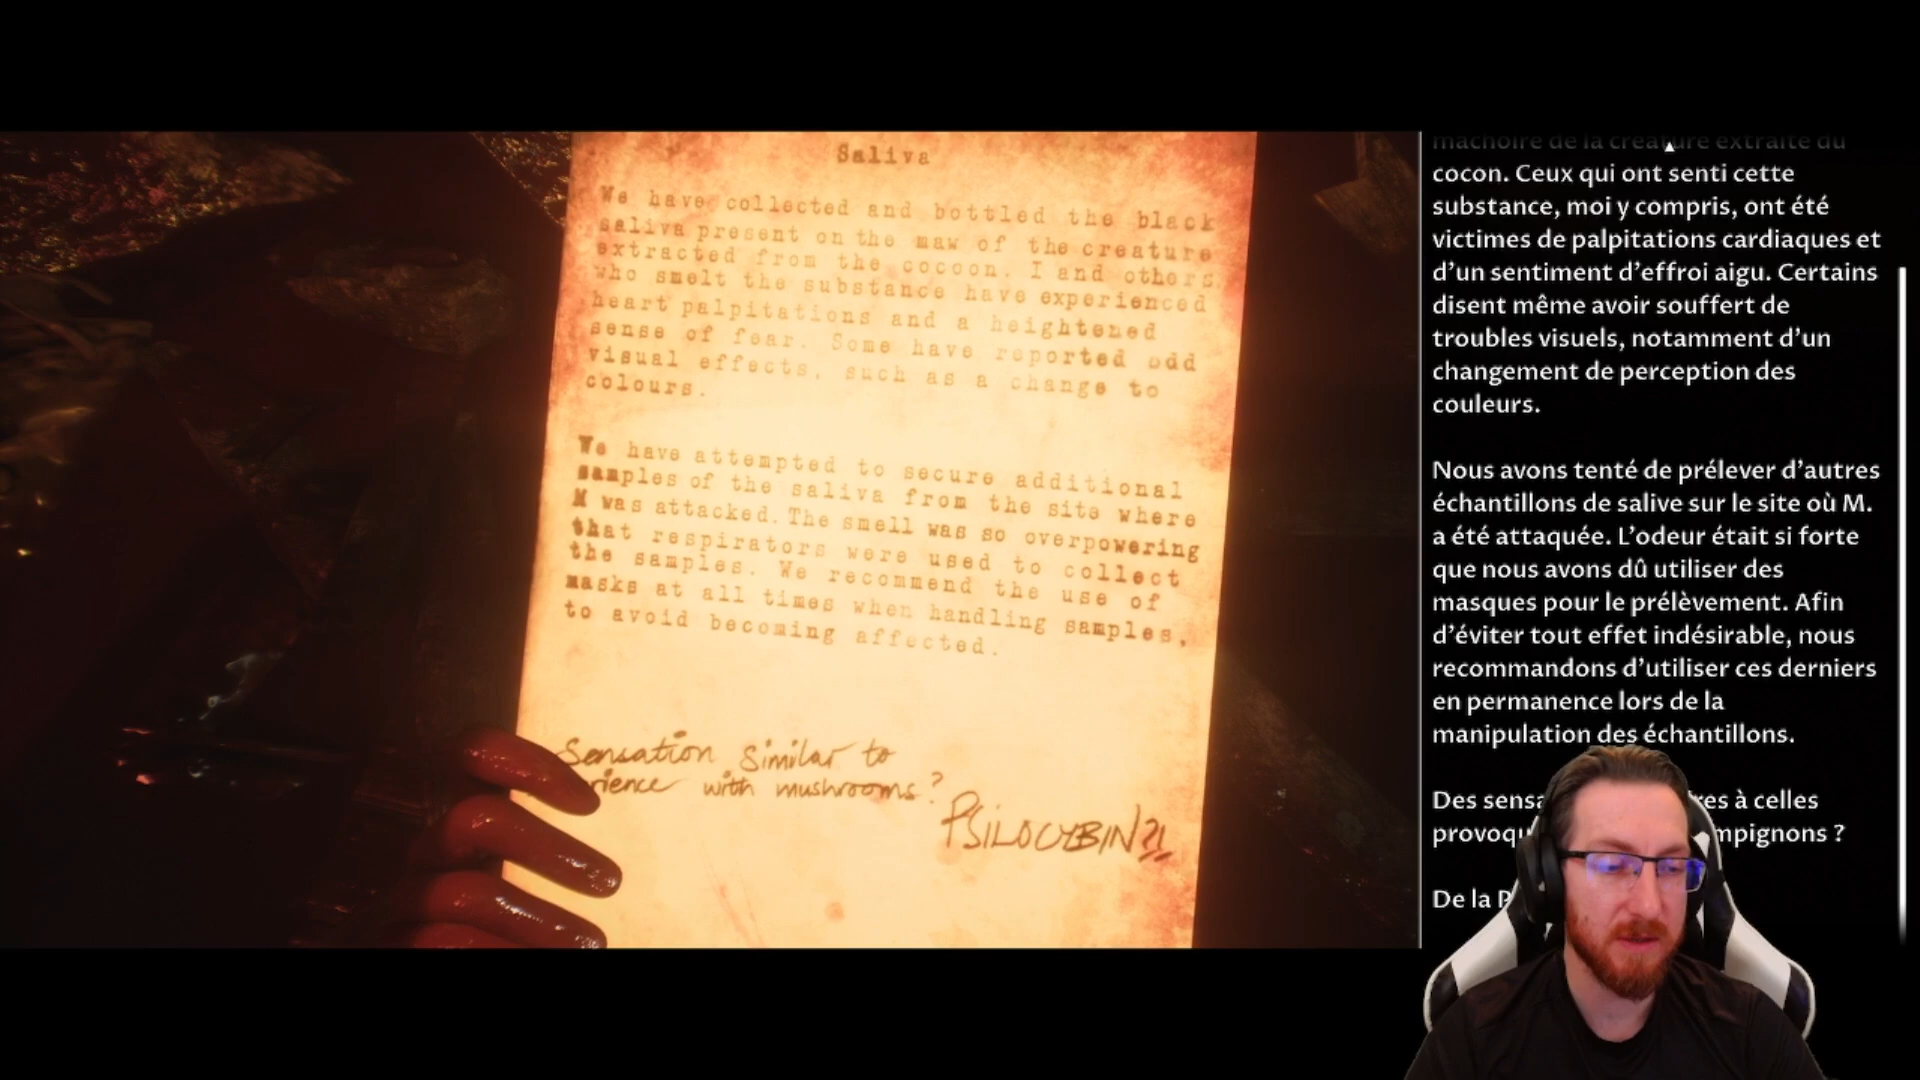 Saliva
We have collected and bottled the black
saliva present on the maw of the creature
extracted from the cocoon. I and others
who smelt the substance have experienced
heart palpitations and a heightened
sense of fear. Some have reported odd
visual effects, such as a change to
colours.
We have attempted to secure additional
samples of the saliva from the site where
M was attacked. The smell was so overpowering
that respirators were used to collect
the samples. We recommend the use of
masks at all times when handling samples,
to avoid becoming affected.
Sensation Similar to
with mushrooms?
PSILOCYBIN?!
machoire de la créature extraite du
cocon. Ceux qui ont senti cette
substance, moi y compris, ont été
victimes de palpitations cardiaques et
d'un sentiment d'effroi aigu. Certains
disent même avoir souffert de
troubles visuels, notamment d'un
changement de perception des
couleurs.
Nous avons tenté de prélever d'autres
échantillons de salive sur le site où M.
a été attaquée. L'odeur était si forte
que nous avons dû utiliser des
masques pour le prélèvement. Afin
d'éviter tout effet indésirable, nous
recommandons d'utiliser ces derniers
en permanence lors de la
manipulation des échantillons.
Des à celles
?
De la